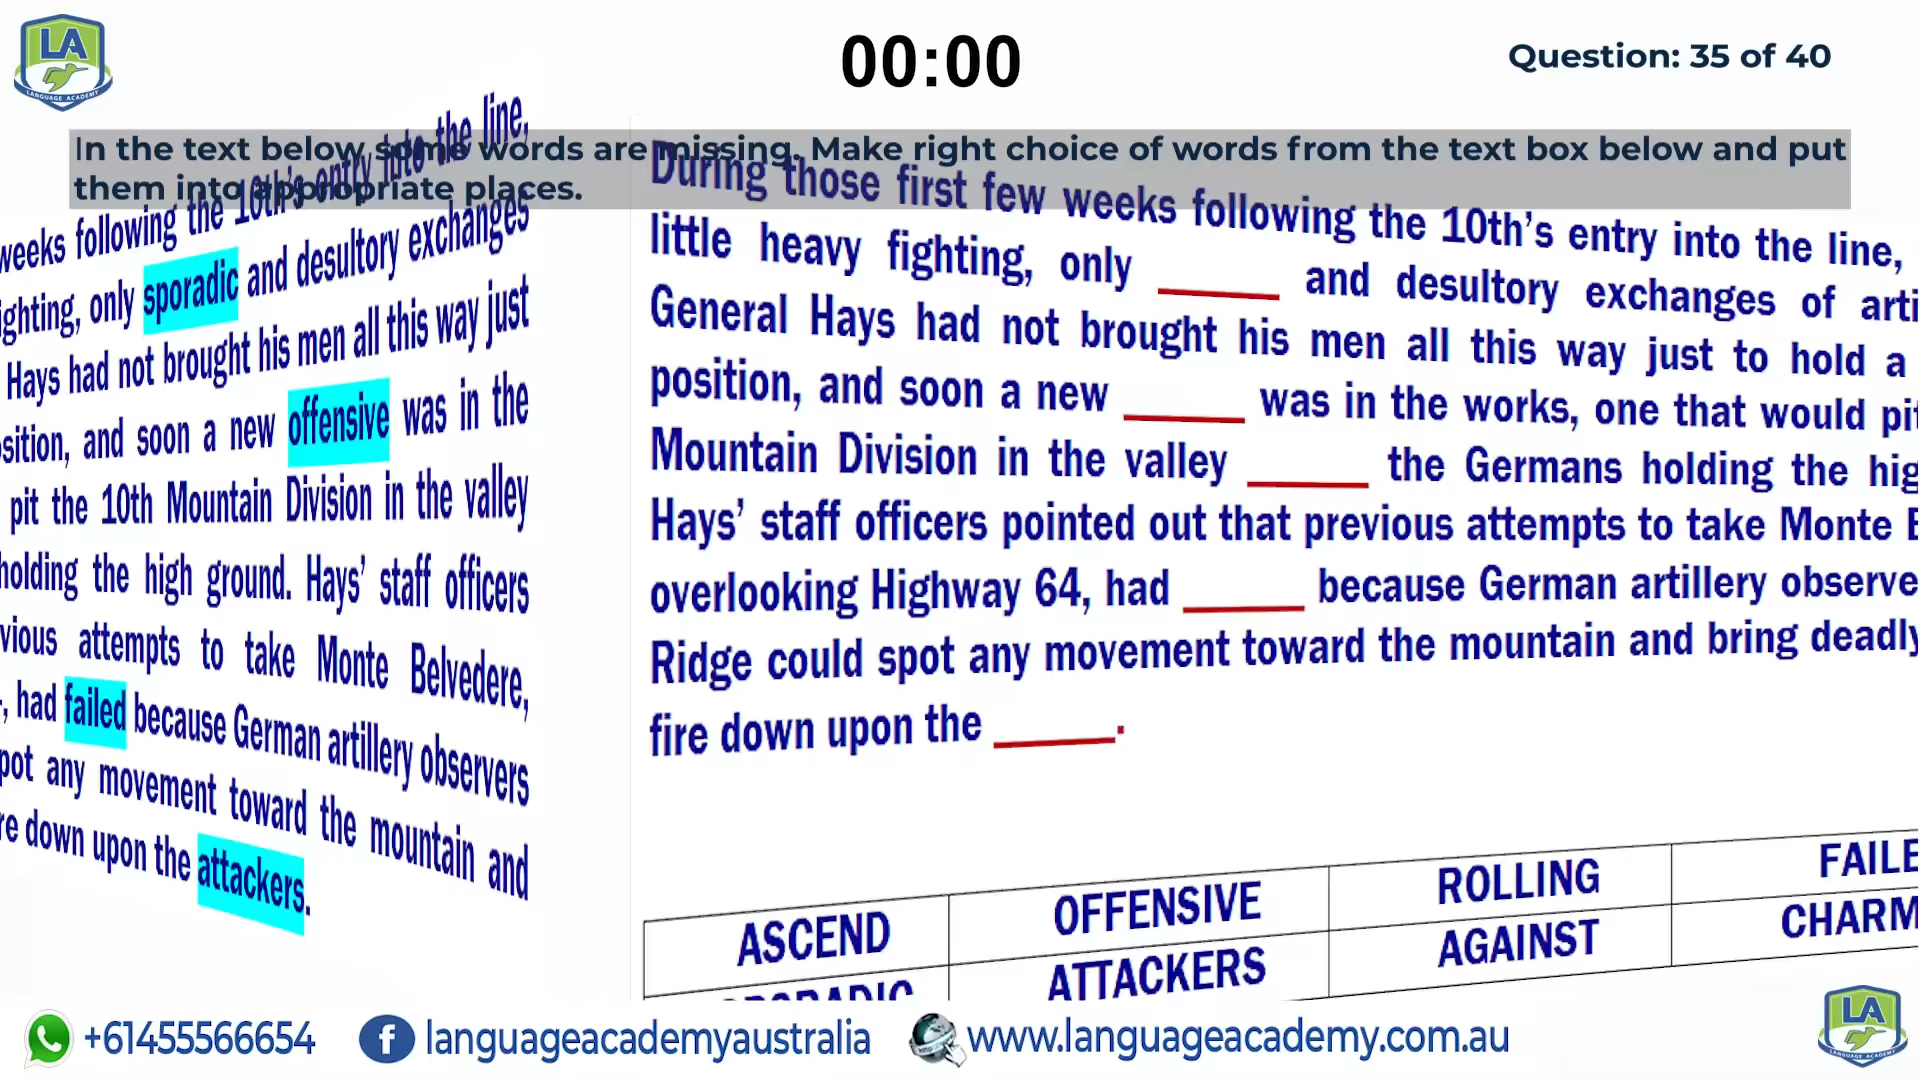 LA
LANGUAGE ACADEMY
00:00
Question: 35 of 40
In the text below some words are missing. Make right choice of words from the text box below and put
them into appropriate places.
into the line,
weeks following the 10th's entry
only sporadic and desultory exchanges
Hays had not brought his men all this way just
and soon a new offensive was in the
pit the 10th Mountain Division in the valley
holding the high ground. Hays' staff officers
attempts to take Monte Belvedere,
had failed because German artillery observers
any movement toward the mountain and
down upon the attackers.
During those first few weeks following the 10th's entry into the line,
little heavy fighting, only ______ and desultory exchanges of
General Hays had not brought his men all this way just to hold a
position, and soon a new ______ was in the works, one that would
Mountain Division in the valley ______ the Germans holding the
Hays' staff officers pointed out that previous attempts to take Monte
overlooking Highway 64, had ______ because German artillery
Ridge could spot any movement toward the mountain and bring deadly
fire down upon the ______.
ASCEND OFFENSIVE ROLLING FAILE
ATTACKERS AGAINST CHARM
+61455566654 languageacademyaustralia www.languageacademy.com.au
LA